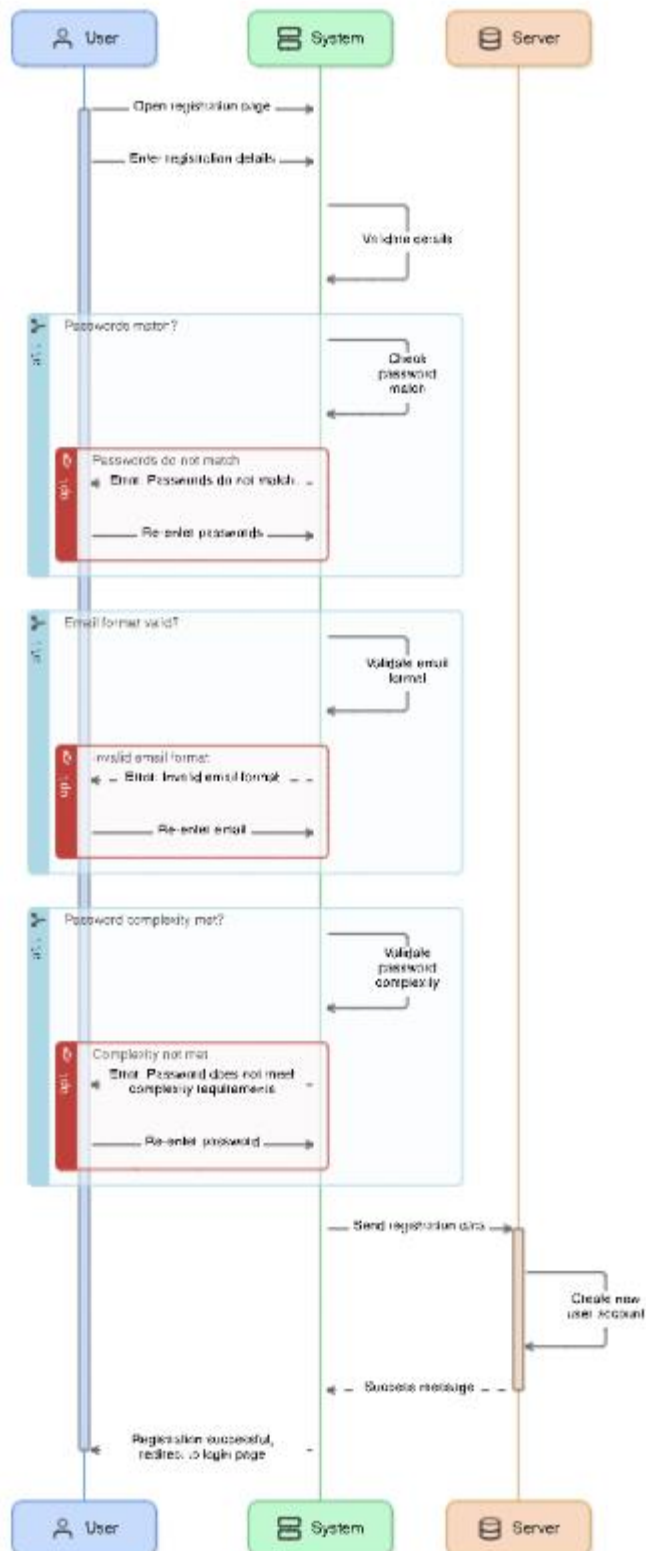 User
System
Server
Open registration page
Enter registration details
Validate details
Passwords match?
Check
password
match
Passwords do not match
Error: Passwords do not match
Re-enter passwords
Email format valid?
Validate email
format
Invalid email format
Error: Invalid email format
Re-enter email
Password complexity met?
Validate
password
complexity
Complexity not met
Error: Password does not meet
complexity requirements
Re-enter password
Send registration data
Create new
user account
Success message
Registration successful,
redirect to login page
User
System
Server